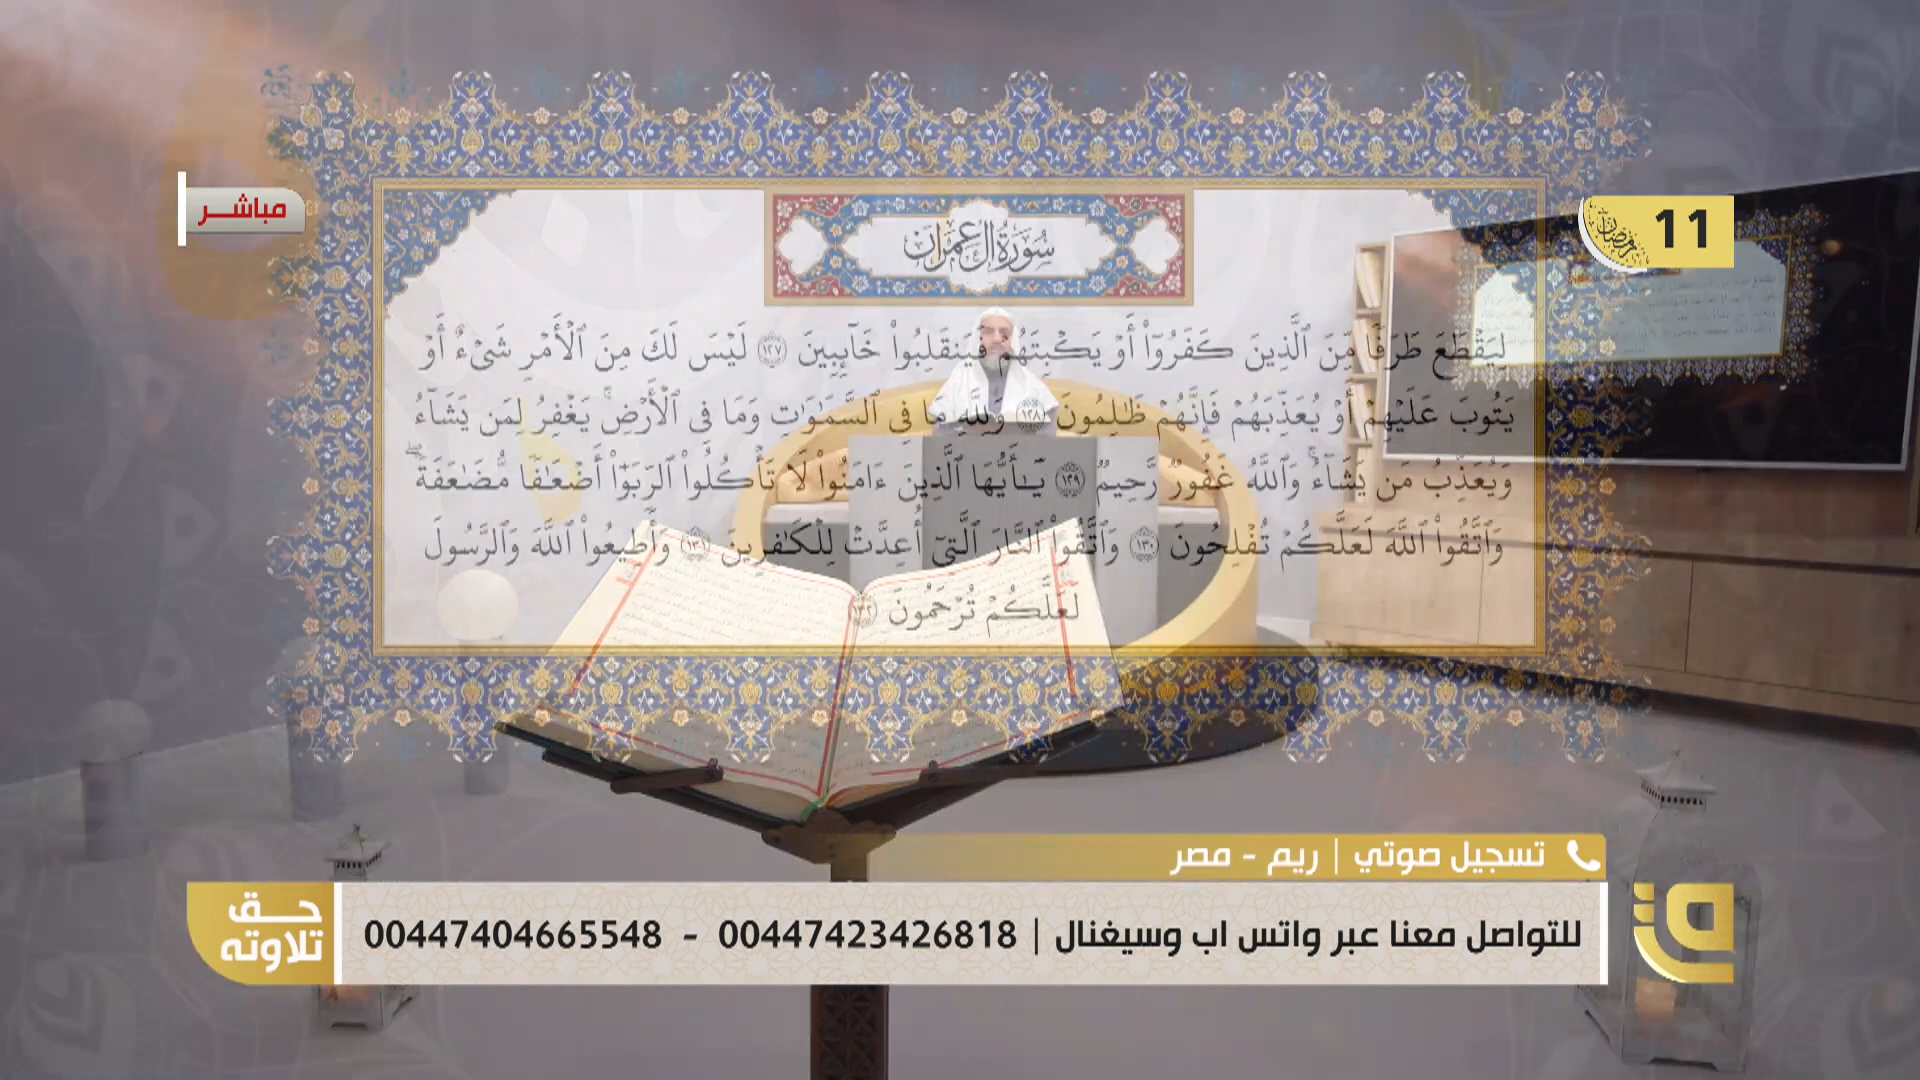 مباشر
11
رمضان
سُورَةُ آلِ عِمْرَان
لِيَقْطَعَ طَرَفًا مِّنَ ٱلَّذِينَ كَفَرُوٓا۟ أَوْ يَكْبِتَهُمْ فَيَنقَلِبُوا۟ خَآئِبِينَ ١٢٧ لَيْسَ لَكَ مِنَ ٱلْأَمْرِ شَىْءٌ أَوْ
يَتُوبَ عَلَيْهِمْ أَوْ يُعَذِّبَهُمْ فَإِنَّهُمْ ظَٰلِمُونَ ١٢٨ وَلِلَّهِ مَا فِى ٱلسَّمَٰوَٰتِ وَمَا فِى ٱلْأَرْضِ ۚ يَغْفِرُ لِمَن يَشَآءُ
وَيُعَذِّبُ مَن يَشَآءُ ۚ وَٱللَّهُ غَفُورٌ رَّحِيمٌ ١٢٩ يَٰٓأَيُّهَا ٱلَّذِينَ ءَامَنُوا۟ لَا تَأْكُلُوا۟ ٱلرِّبَوٰٓا۟ أَضْعَٰفًا مُّضَٰعَفَةً ۖ
وَٱتَّقُوا۟ ٱللَّهَ لَعَلَّكُمْ تُفْلِحُونَ ١٣٠ وَٱتَّقُوا۟ ٱلنَّارَ ٱلَّتِىٓ أُعِدَّتْ لِلْكَٰفِرِينَ ١٣١ وَأَطِيعُوا۟ ٱللَّهَ وَٱلرَّسُولَ
لَعَلَّكُمْ تُرْحَمُونَ ١٣٢
تسجيل صوتي | ريم - مصر
للتواصل معنا عبر واتس اب وسيغنال | 00447423426818 - 00447404665548
حق
تلاوته